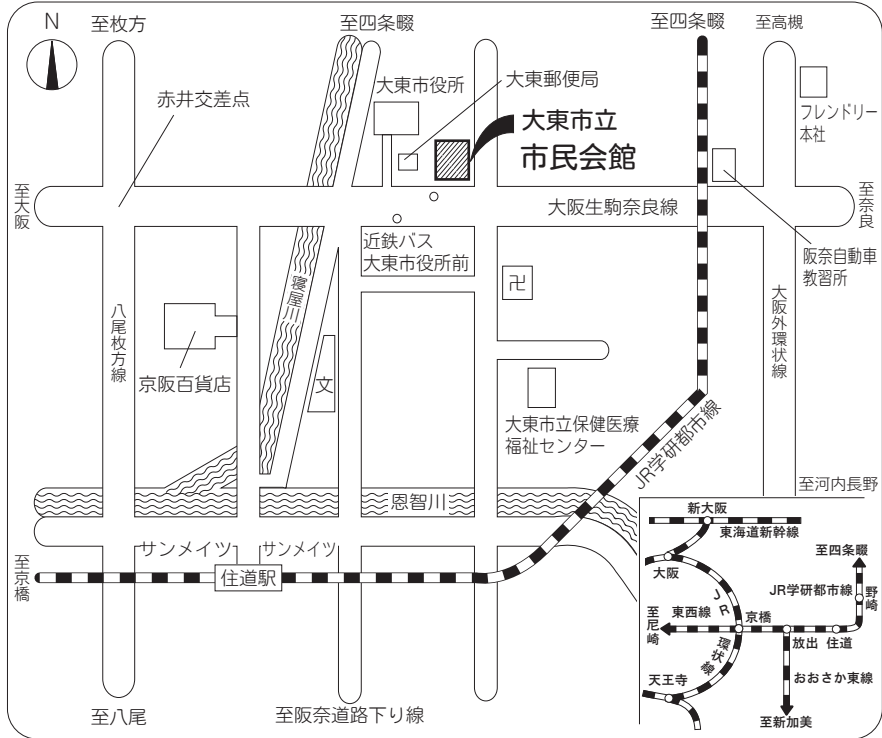 N
至枚方
至四条畷
至四条畷
至高槻
赤井交差点
大東市役所
大東郵便局
大東市立
市民会館
フレンドリー
本社
至大阪
大阪生駒奈良線
至奈良
近鉄バス
大東市役所前
阪奈自動車
教習所
卍
八尾枚方線
寝屋川
大阪外環状線
京阪百貨店
文
大東市立保健医療
福祉センター
JR学研都市線
恩智川
至河内長野
サンメイツ
サンメイツ
至京橋
住道駅
至八尾
至阪奈道路下り線
新大阪
東海道新幹線
大阪
至四条畷
JR学研都市線
野崎
JR
環状線
至尼崎
東西線
京橋
放出
住道
天王寺
おおさか東線
至新加美